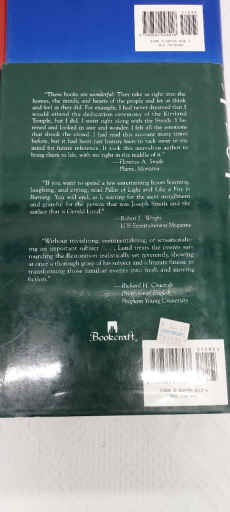 "These books are wonderful! They take us right into the
homes, the minds, and hearts of the people and let us think
and feel as they did. For example, I had never dreamed that I
would attend the dedication ceremony of the Kirtland
Temple, but I did. I went right along with the Steeds. I lis-
tened and looked in awe and wonder. I felt all the emotions
that shook the crowd. I had read this account many times
before, but it had been just history facts to tuck away in my
mind for future reference. It took this marvelous author to
bring them to life, with me right in the middle of it."
Plains, Montana
"If you want to spend a few entertaining hours learning,
laughing, and crying, read Pillar of Light and Like a Fire Is
Burning. You will end, as I, waiting for the next installment
and grateful for the person that was Joseph Smith and the
author that is Gerald Lund."
—Robert J. Wright
LDS Entertainment Magazine
"Without trivializing, sentimentalizing, or sensationaliz-
ing an important subject . . . , Lund treats the events sur-
rounding the Restoration realistically yet reverently, showing
at once a thorough grasp of his subject and a literary finesse in
transforming those familiar events into fresh and moving
fiction."
—Richard H. Cracroft
Professor of English
Brigham Young University
Bookcraft